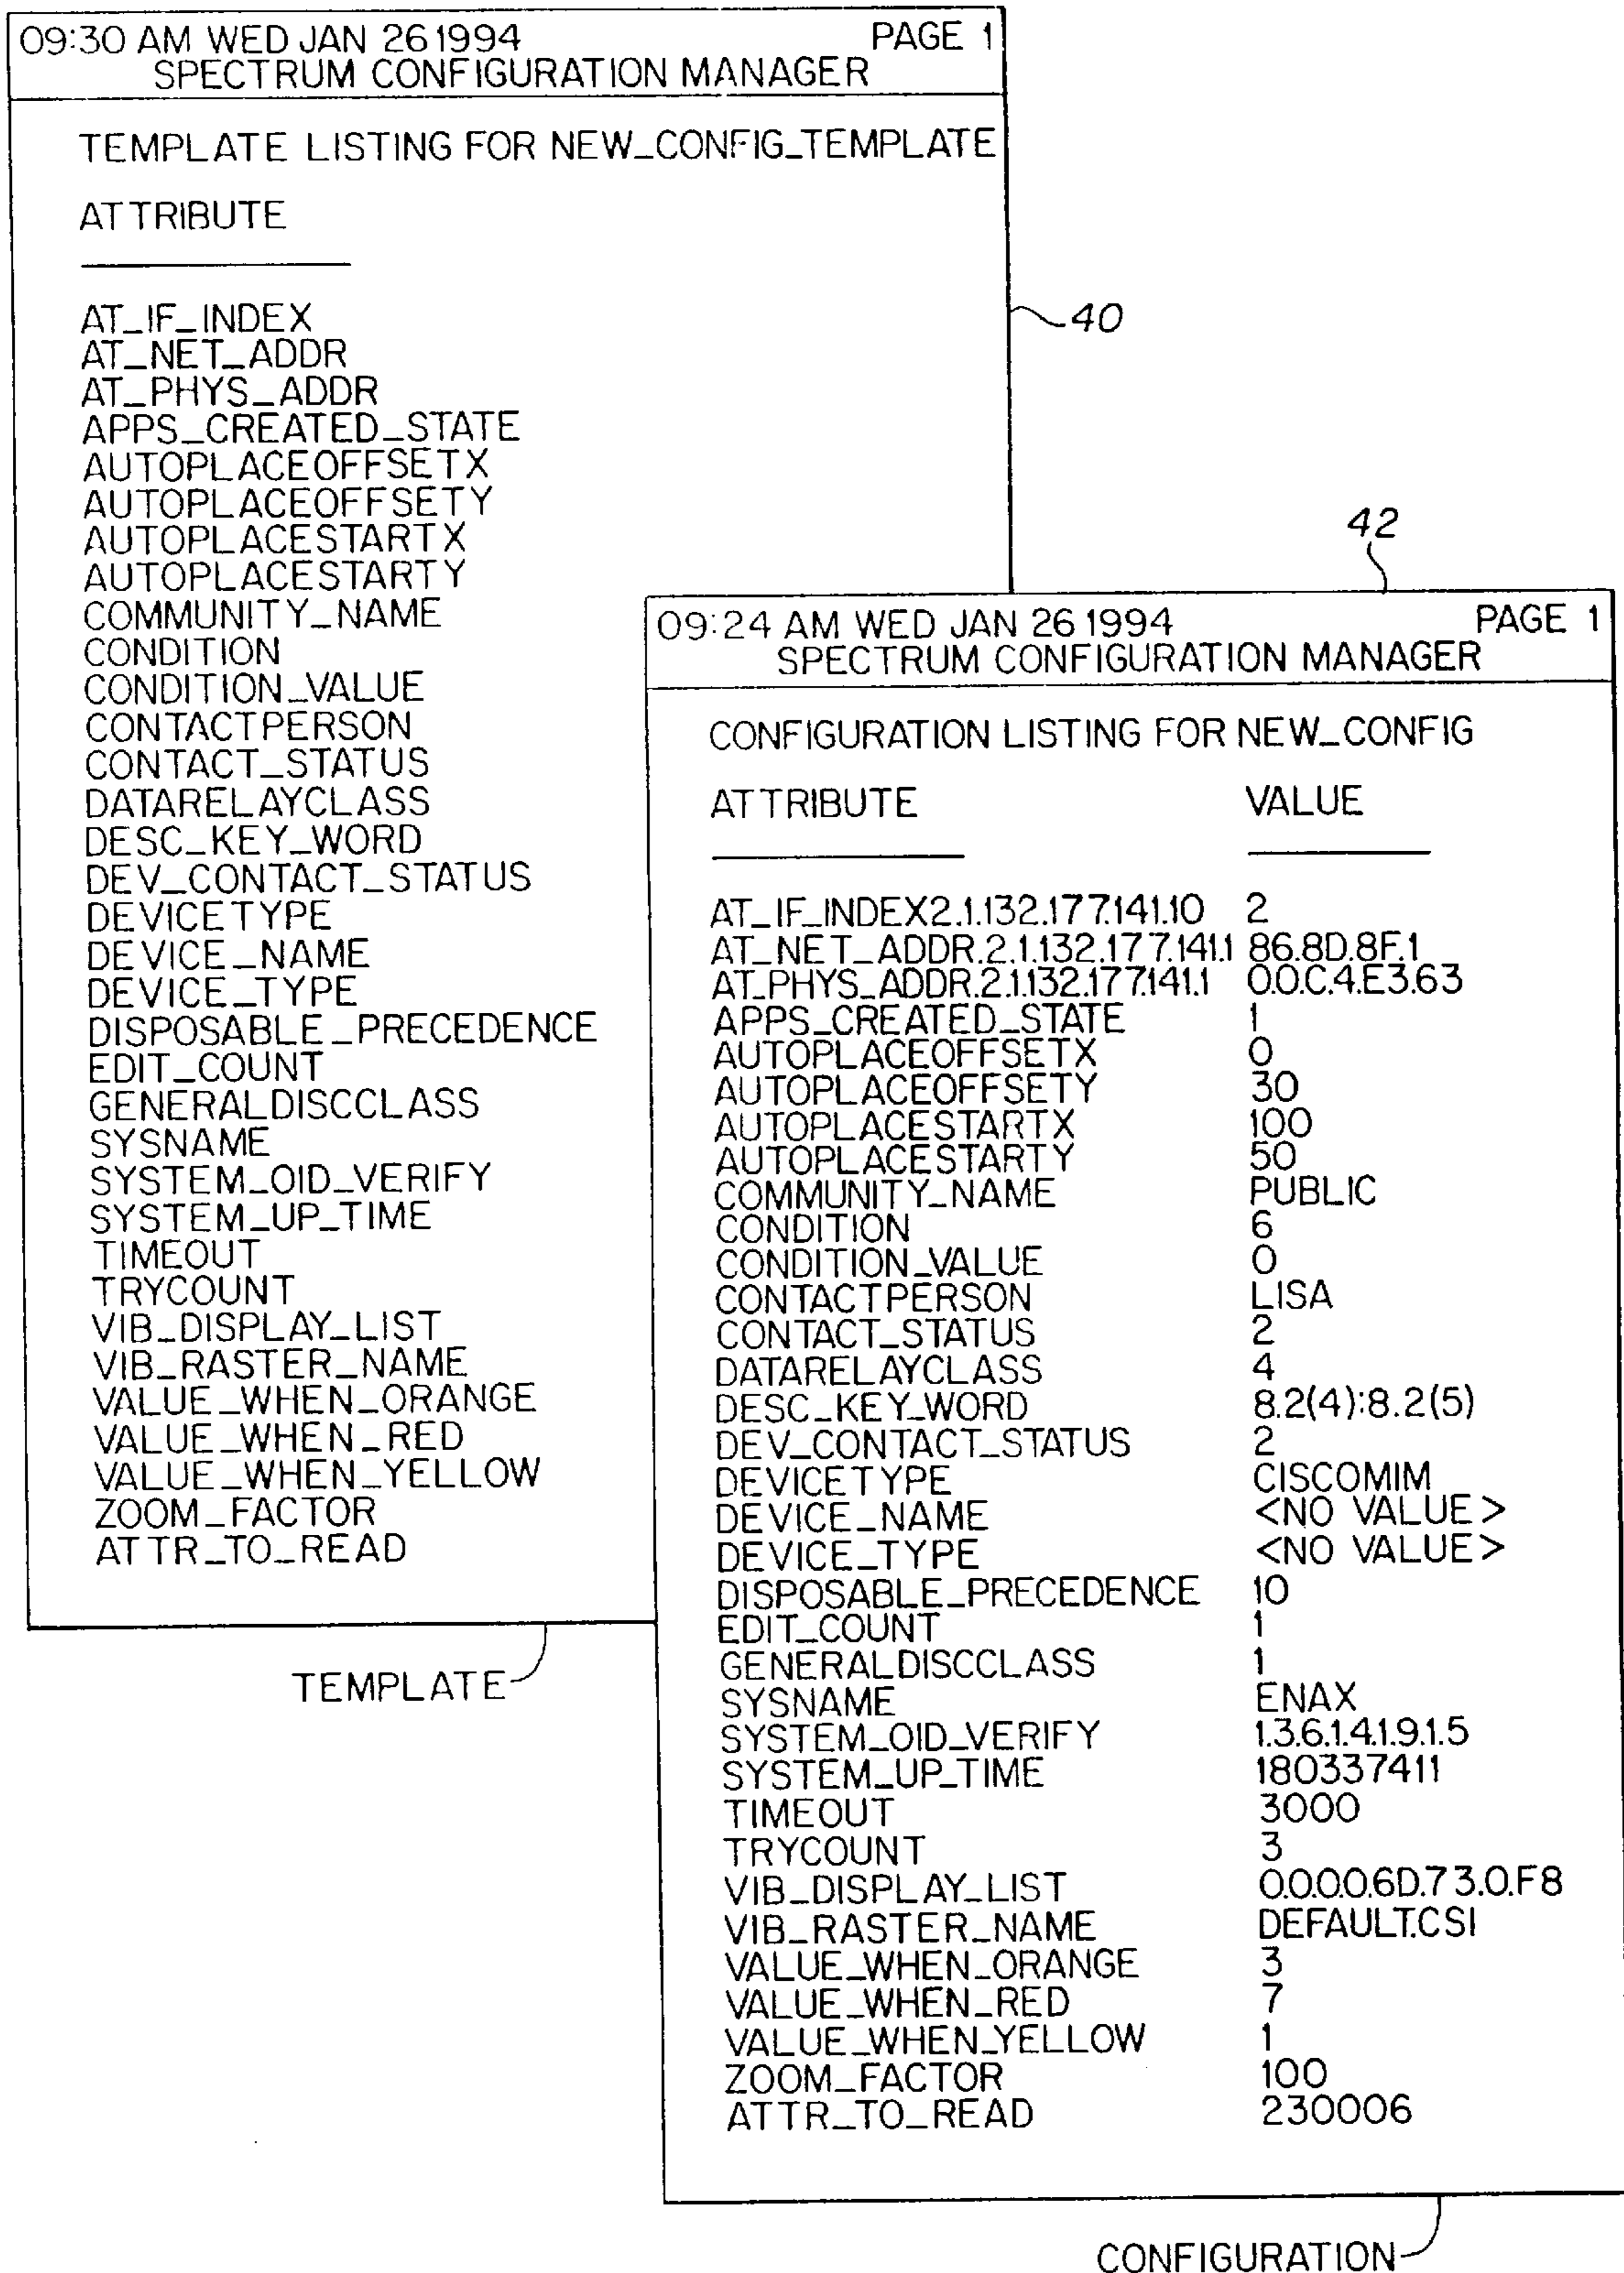 09:30 AM WED JAN 26 1994 PAGE 1
SPECTRUM CONFIGURATION MANAGER
TEMPLATE LISTING FOR NEW_CONFIG_TEMPLATE
ATTRIBUTE
AT_IF_INDEX
AT_NET_ADDR
AT_PHYS_ADDR
APPS_CREATED_STATE
AUTOPLACEOFFSETX
AUTOPLACEOFFSETY
AUTOPLACESTARTX
AUTOPLACESTARTY
COMMUNITY_NAME
CONDITION
CONDITION_VALUE
CONTACTPERSON
CONTACT_STATUS
DATARELAYCLASS
DESC_KEY_WORD
DEV_CONTACT_STATUS
DEVICETYPE
DEVICE_NAME
DEVICE_TYPE
DISPOSABLE_PRECEDENCE
EDIT_COUNT
GENERALDISCCLASS
SYSNAME
SYSTEM_OID_VERIFY
SYSTEM_UP_TIME
TIMEOUT
TRYCOUNT
VIB_DISPLAY_LIST
VIB_RASTER_NAME
VALUE_WHEN_ORANGE
VALUE_WHEN_RED
VALUE_WHEN_YELLOW
ZOOM_FACTOR
ATTR_TO_READ
40
TEMPLATE
42
09:24 AM WED JAN 26 1994 PAGE 1
SPECTRUM CONFIGURATION MANAGER
CONFIGURATION LISTING FOR NEW_CONFIG
ATTRIBUTE VALUE
AT_IF_INDEX2.1.132.177.141.10 2
AT_NET_ADDR.2.1.132.177.141.1 86.8D.8F.1
AT_PHYS_ADDR.2.1.132.177.141.1 0.0.C.4.E3.63
APPS_CREATED_STATE 1
AUTOPLACEOFFSETX 0
AUTOPLACEOFFSETY 30
AUTOPLACESTARTX 100
AUTOPLACESTARTY 50
COMMUNITY_NAME PUBLIC
CONDITION 6
CONDITION_VALUE 0
CONTACTPERSON LISA
CONTACT_STATUS 2
DATARELAYCLASS 4
DESC_KEY_WORD 8.2(4):8.2(5)
DEV_CONTACT_STATUS 2
DEVICETYPE CISCOMIM
DEVICE_NAME <NO VALUE>
DEVICE_TYPE <NO VALUE>
DISPOSABLE_PRECEDENCE 10
EDIT_COUNT 1
GENERALDISCCLASS 1
SYSNAME ENAX
SYSTEM_OID_VERIFY 1.3.6.1.4.1.9.1.5
SYSTEM_UP_TIME 180337411
TIMEOUT 3000
TRYCOUNT 3
VIB_DISPLAY_LIST 0.0.0.0.6D.73.0.F8
VIB_RASTER_NAME DEFAULT.CSI
VALUE_WHEN_ORANGE 3
VALUE_WHEN_RED 7
VALUE_WHEN_YELLOW 1
ZOOM_FACTOR 100
ATTR_TO_READ 230006
CONFIGURATION